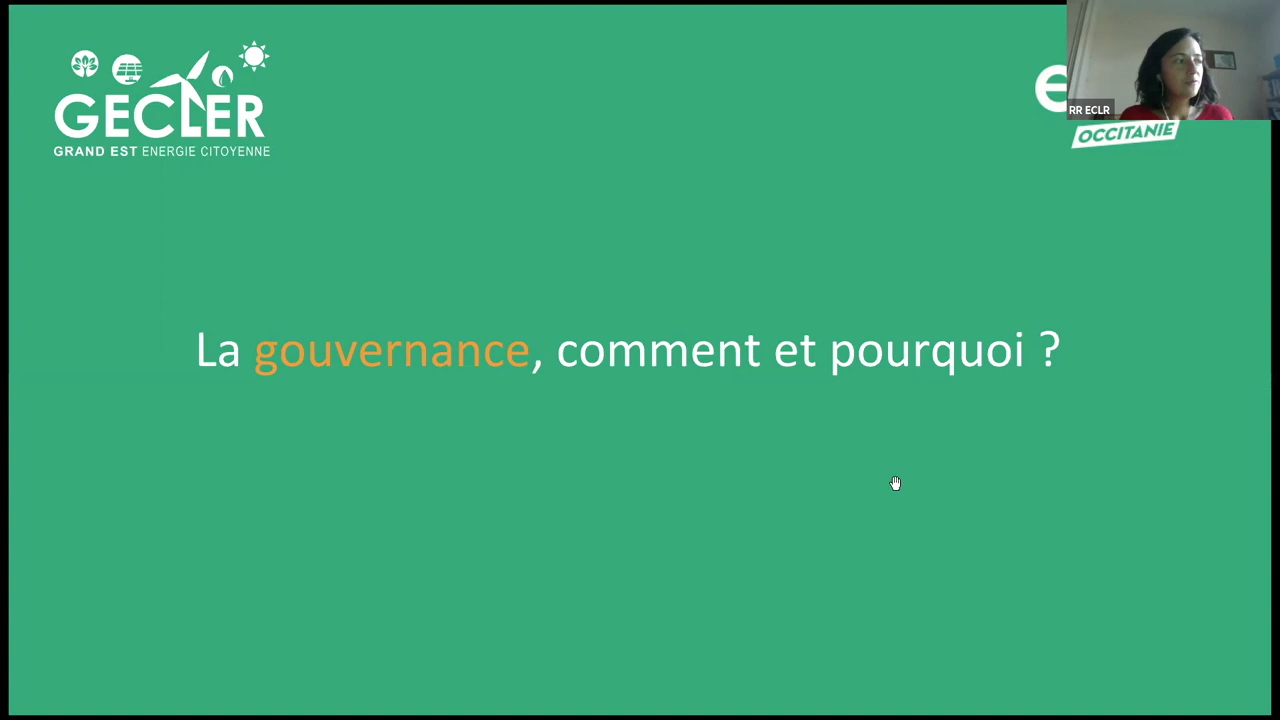 GECLER
GRAND EST ENERGIE CITOYENNE
RR ECLR
OCCITANIE
La gouvernance, comment et pourquoi ?